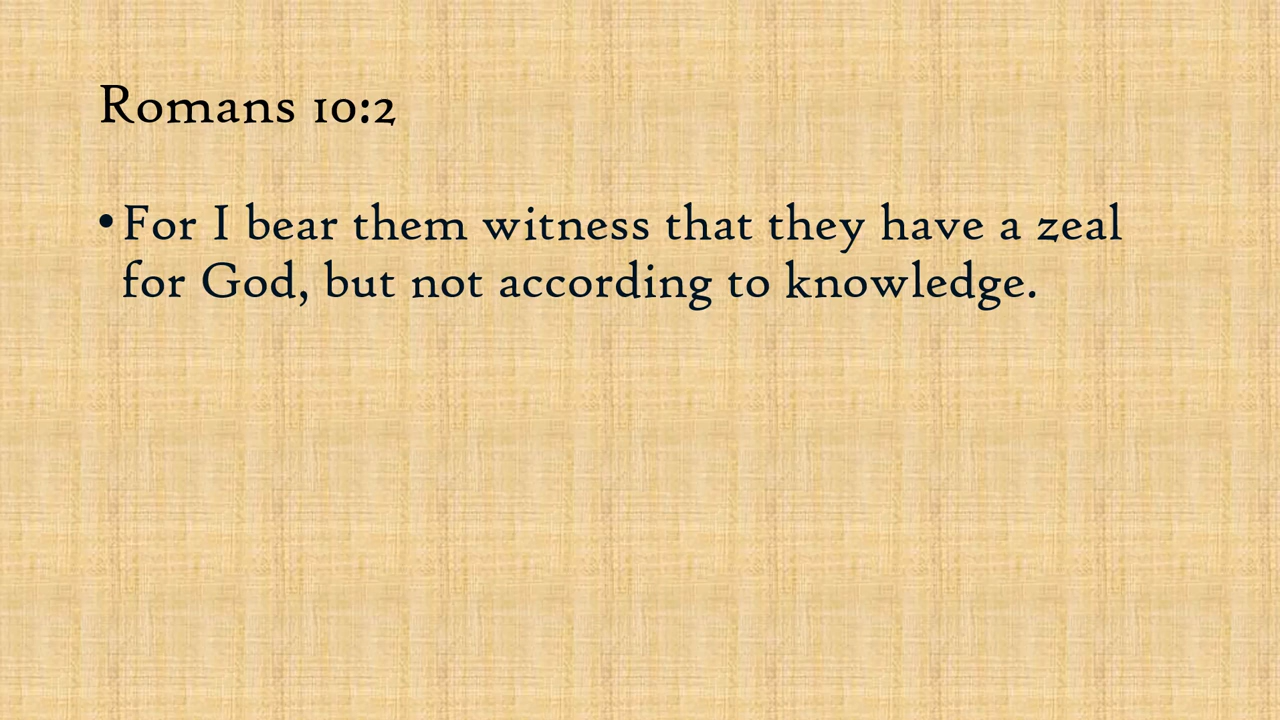 Romans 10:2
• For I bear them witness that they have a zeal
for God, but not according to knowledge.